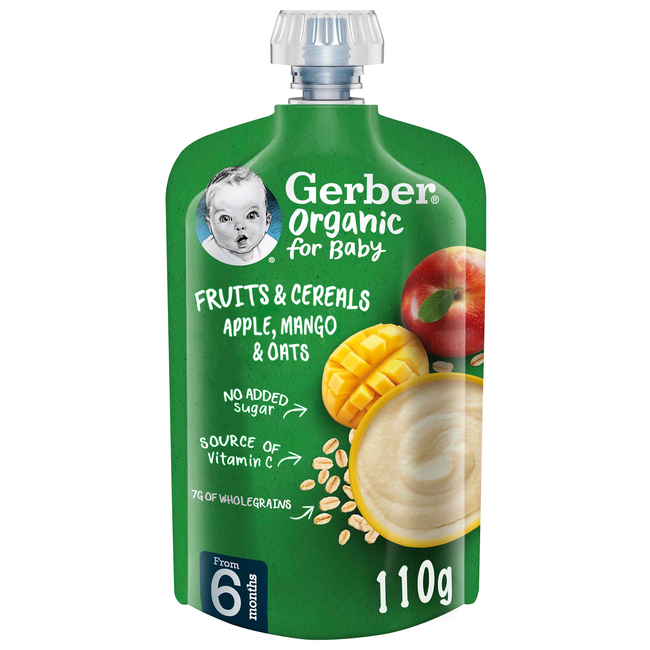 Gerber®
Organic
for Baby
®
FRUITS & CEREALS
APPLE, MANGO
& OATS
NO ADDED
sugar
SOURCE OF
Vitamin C
7G OF WHOLEGRAINS
From
6
months
110g